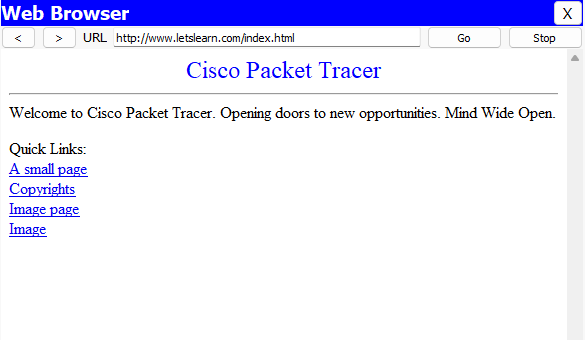 Web Browser X
< > URL http://www.letslearn.com/index.html Go Stop
Cisco Packet Tracer
Welcome to Cisco Packet Tracer. Opening doors to new opportunities. Mind Wide Open.
Quick Links:
A small page
Copyrights
Image page
Image